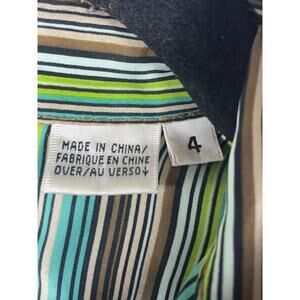 MADE IN CHINA/
FABRIQUE EN CHINE
OVER/AU VERSO↓
4